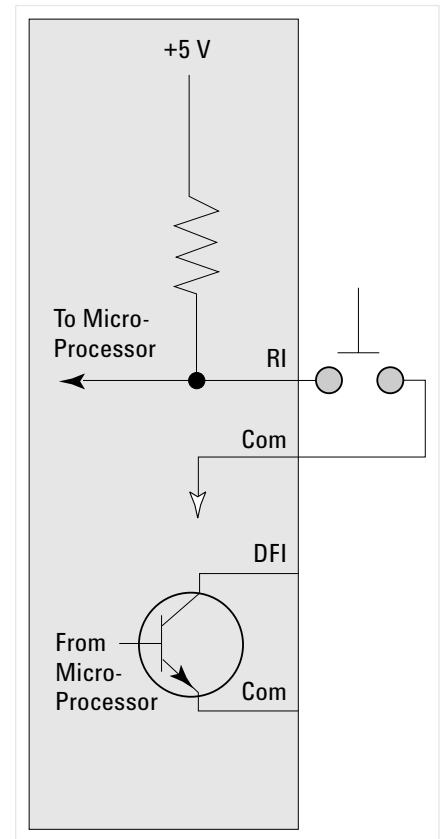 +5 V
To Micro-
Processor
RI
Com
DFI
From
Micro-
Processor
Com